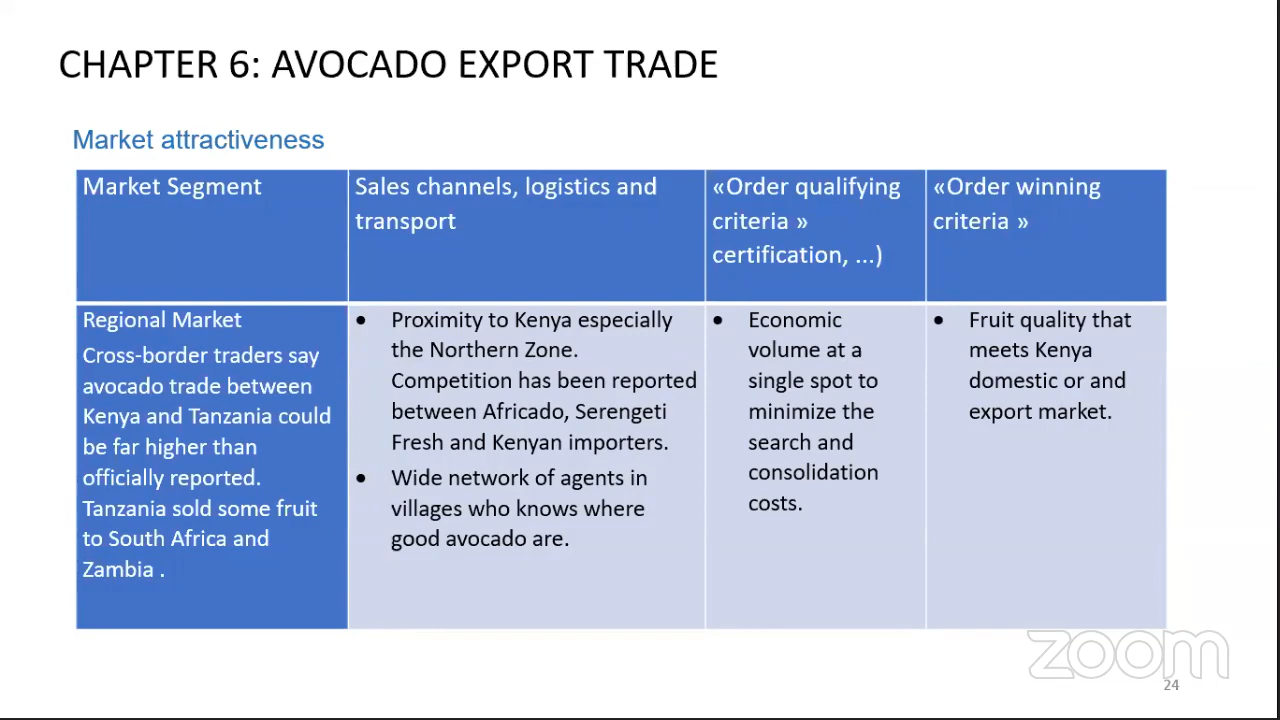 CHAPTER 6: AVOCADO EXPORT TRADE
Market attractiveness
Market Segment
Sales channels, logistics and
transport
«Order qualifying
criteria »
certification, ...)
«Order winning
criteria »
Regional Market
Cross-border traders say
avocado trade between
Kenya and Tanzania could
be far higher than
officially reported.
Tanzania sold some fruit
to South Africa and
Zambia .
• Proximity to Kenya especially
the Northern Zone.
Competition has been reported
between Africado, Serengeti
Fresh and Kenyan importers.
• Wide network of agents in
villages who knows where
good avocado are.
• Economic
volume at a
single spot to
minimize the
search and
consolidation
costs.
• Fruit quality that
meets Kenya
domestic or and
export market.
zoom
24